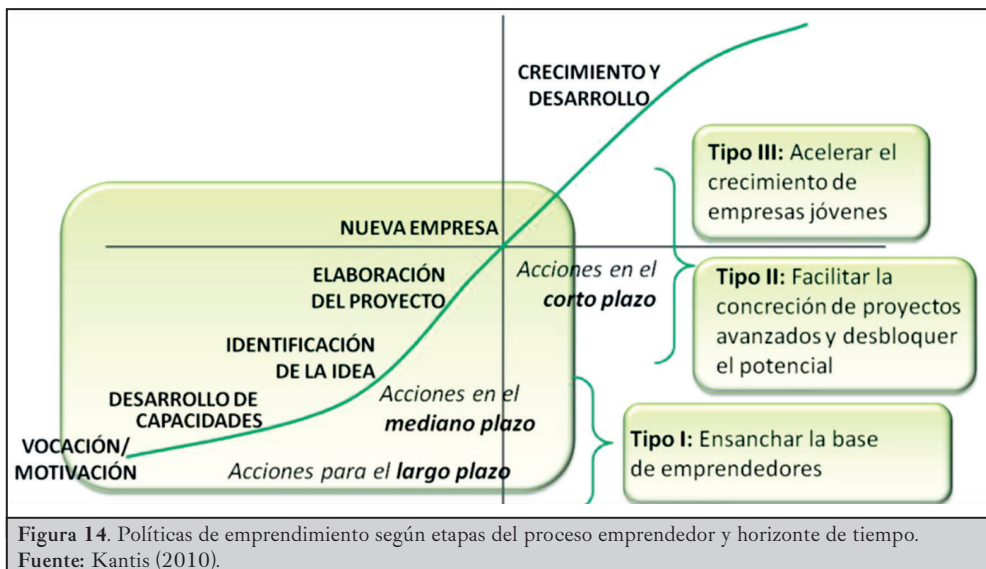 CRECIMIENTO Y
DESARROLLO
Tipo III: Acelerar el
crecimiento de
empresas jóvenes
NUEVA EMPRESA
ELABORACIÓN
DEL PROYECTO
Acciones en el
corto plazo
Tipo II: Facilitar la
concreción de proyectos
avanzados y desbloquer
el potencial
IDENTIFICACIÓN
DE LA IDEA
DESARROLLO DE
CAPACIDADES
Acciones en el
mediano plazo
VOCACIÓN/
MOTIVACIÓN
Acciones para el largo plazo
Tipo I: Ensanchar la base
de emprendedores
Figura 14. Políticas de emprendimiento según etapas del proceso emprendedor y horizonte de tiempo.
Fuente: Kantis (2010).